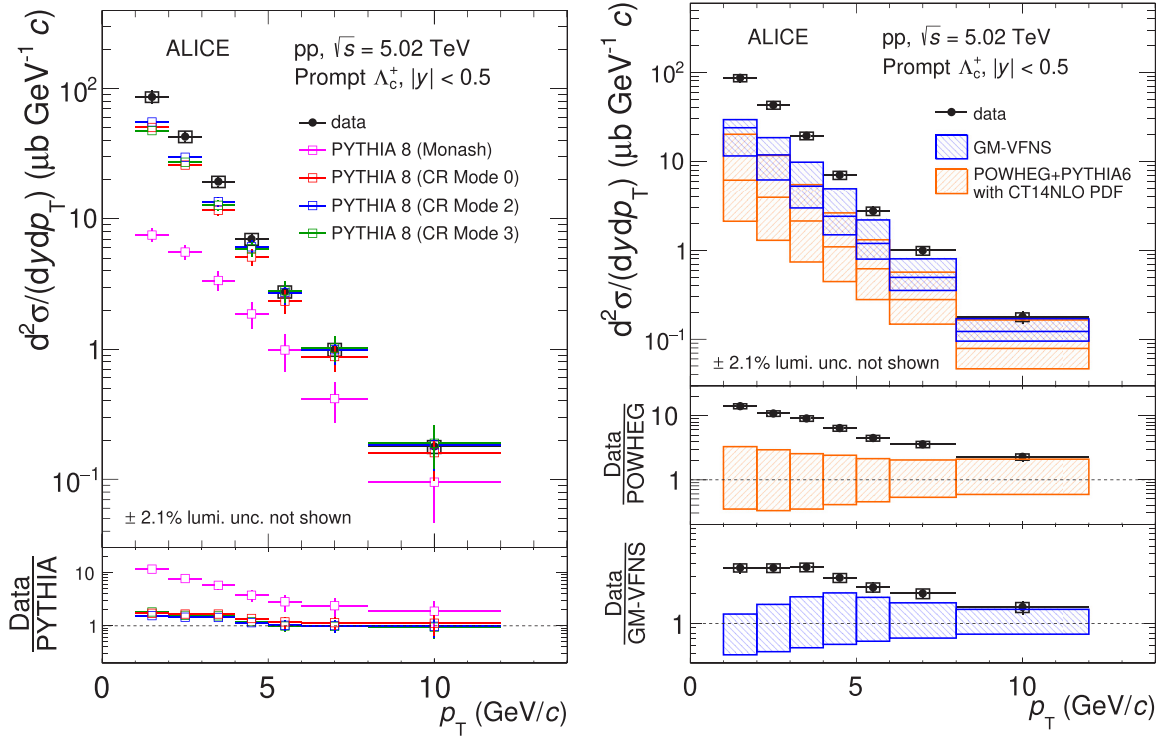 ALICE
pp, √s = 5.02 TeV
Prompt Λc+, |y| < 0.5
data
PYTHIA 8 (Monash)
PYTHIA 8 (CR Mode 0)
PYTHIA 8 (CR Mode 2)
PYTHIA 8 (CR Mode 3)
d²σ/(dydpT) (μb GeV⁻¹ c)
10²
10
1
10⁻¹
± 2.1% lumi. unc. not shown
Data
PYTHIA
10
1
0
5
10
pT (GeV/c)
ALICE
pp, √s = 5.02 TeV
Prompt Λc+, |y| < 0.5
data
GM-VFNS
POWHEG+PYTHIA6
with CT14NLO PDF
d²σ/(dydpT) (μb GeV⁻¹ c)
10²
10
1
10⁻¹
± 2.1% lumi. unc. not shown
Data
POWHEG
10
1
Data
GM-VFNS
1
0
5
10
pT (GeV/c)